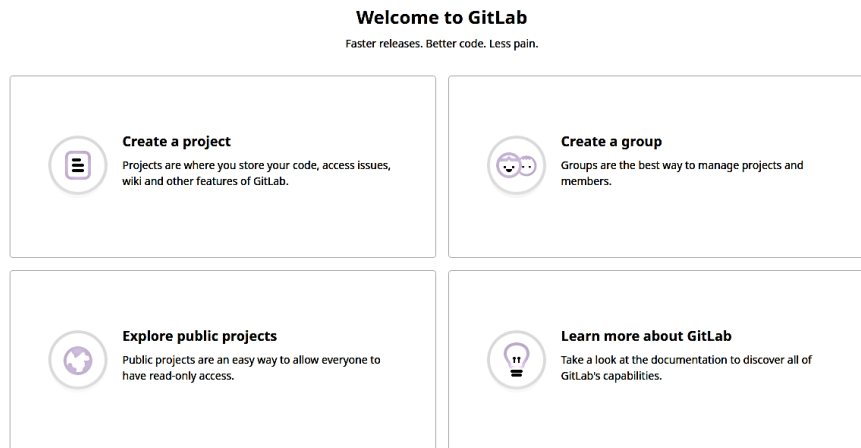 Welcome to GitLab
Faster releases. Better code. Less pain.
Create a project
Projects are where you store your code, access issues,
wiki and other features of GitLab.
Create a group
Groups are the best way to manage projects and
members.
Explore public projects
Public projects are an easy way to allow everyone to
have read-only access.
Learn more about GitLab
Take a look at the documentation to discover all of
GitLab's capabilities.